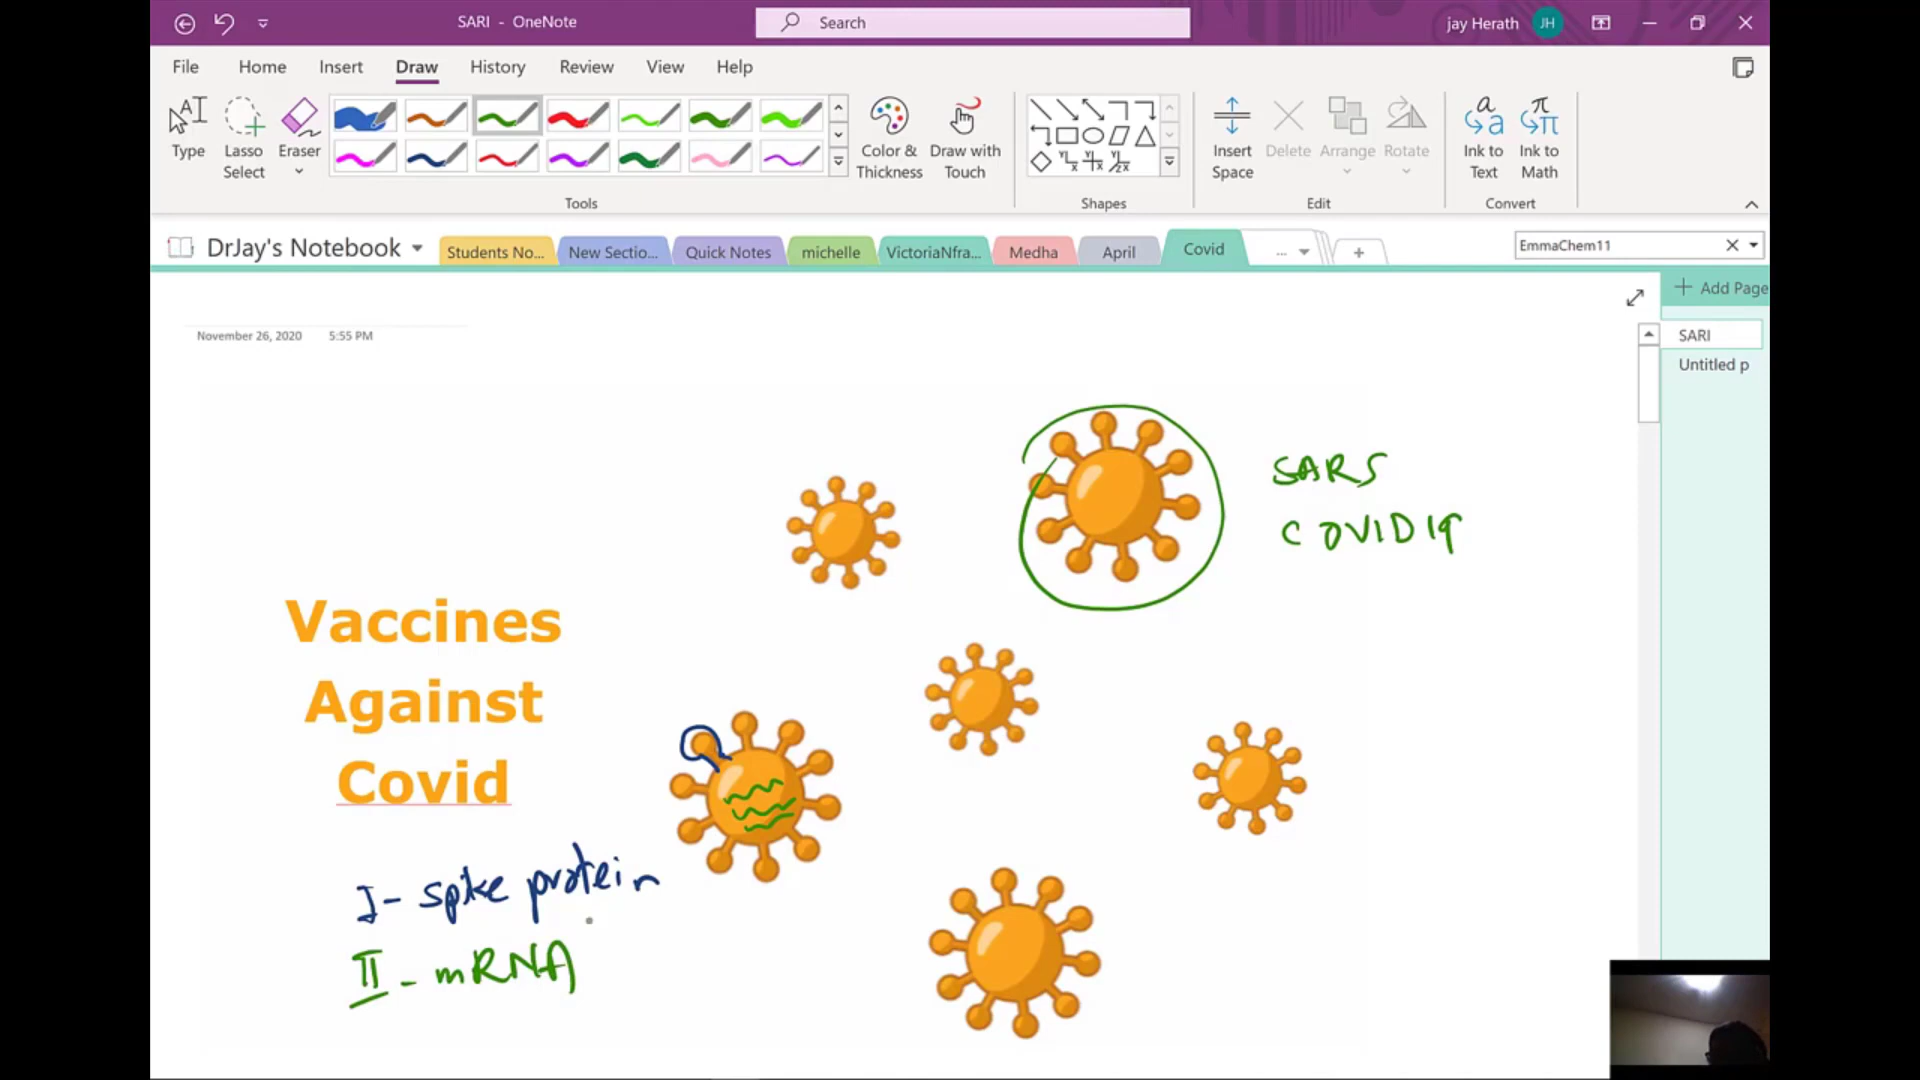 SARI - OneNote
Search
jay Herath
JH
File Home Insert Draw History Review View Help
Type
Lasso Select
Eraser
Color & Thickness
Draw with Touch
Insert Space
Delete
Arrange
Rotate
a
a
Ink to Text
π
π
Ink to Math
Tools
Shapes
Edit
Convert
DrJay's Notebook
Students No...
New Sectio...
Quick Notes
michelle
VictoriaNfra...
Medha
April
Covid
...
EmmaChem11
Add Page
SARI
Untitled p
November 26, 2020 5:55 PM
SARS
COVID19
Vaccines
Against
Covid
I- spike protein
II - mRNA